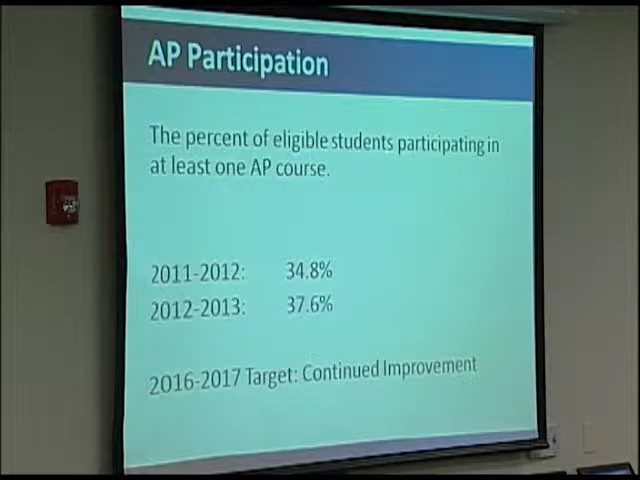 AP Participation
The percent of eligible students participating in
at least one AP course.
2011-2012: 34.8%
2012-2013: 37.6%
2016-2017 Target: Continued Improvement